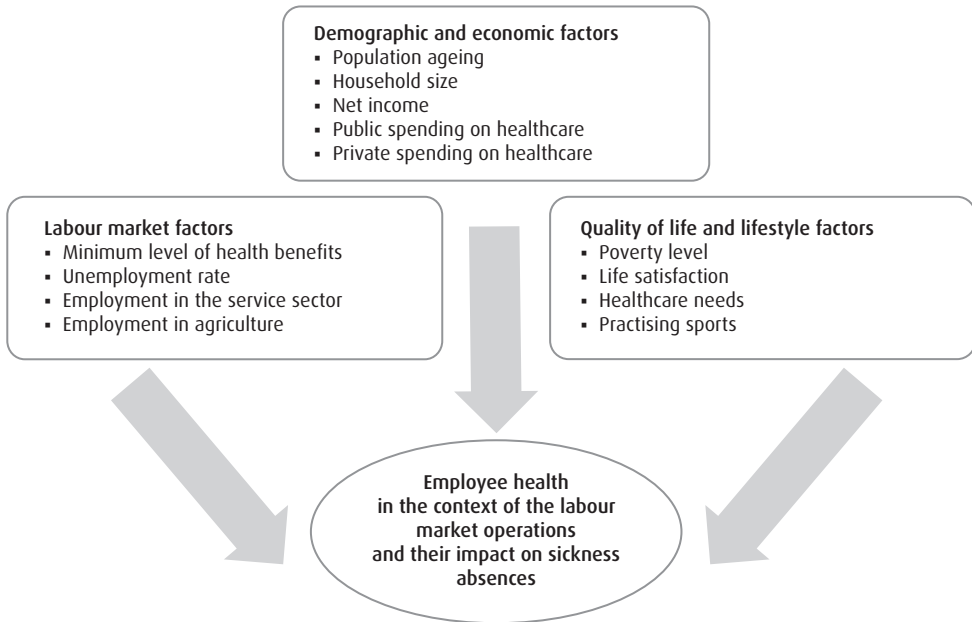 Demographic and economic factors
▪ Population ageing
▪ Household size
▪ Net income
▪ Public spending on healthcare
▪ Private spending on healthcare
Labour market factors
▪ Minimum level of health benefits
▪ Unemployment rate
▪ Employment in the service sector
▪ Employment in agriculture
Quality of life and lifestyle factors
▪ Poverty level
▪ Life satisfaction
▪ Healthcare needs
▪ Practising sports
Employee health
in the context of the labour
market operations
and their impact on sickness
absences